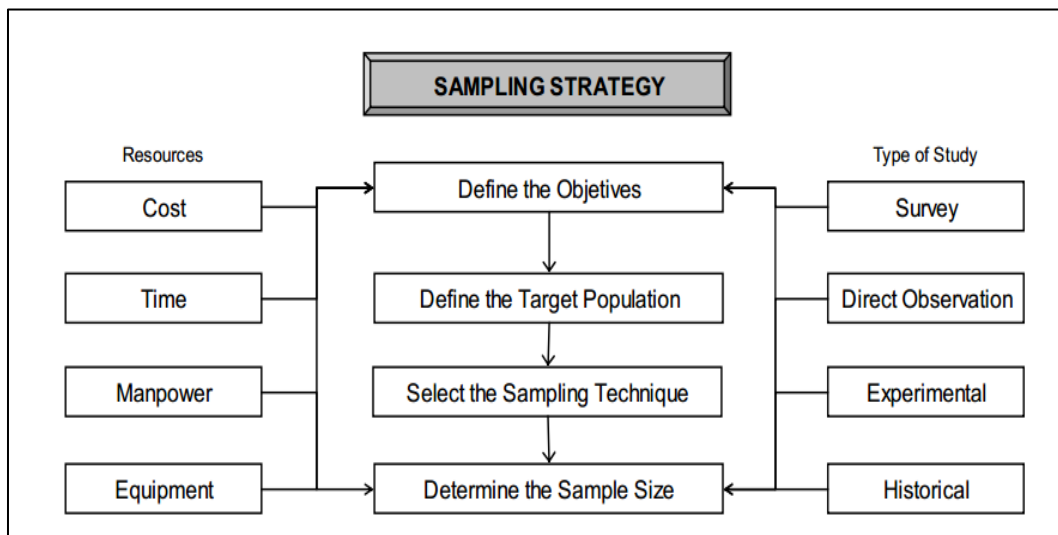 SAMPLING STRATEGY
Resources
Type of Study
Cost
Define the Objetives
Survey
Time
Define the Target Population
Direct Observation
Manpower
Select the Sampling Technique
Experimental
Equipment
Determine the Sample Size
Historical